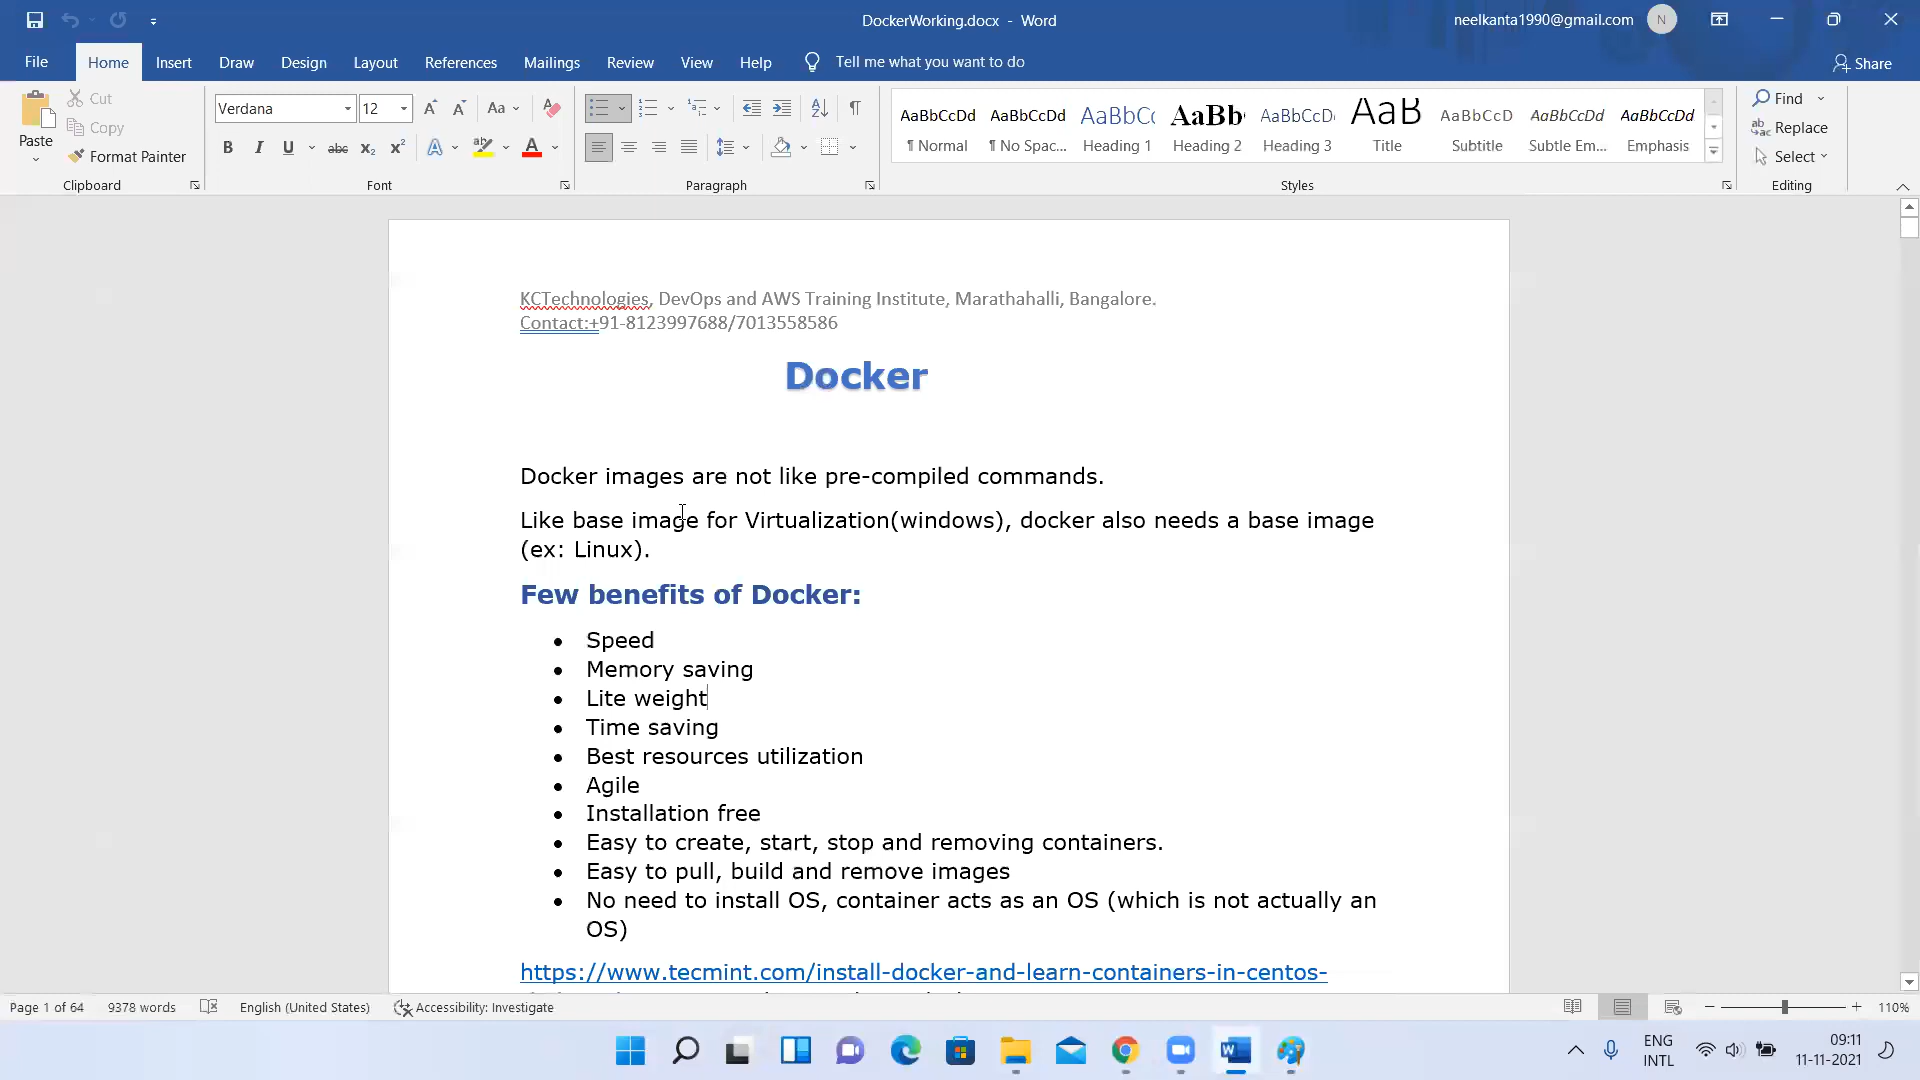 DockerWorking.docx - Word
neelkanta1990@gmail.com
N
File
Home
Insert
Draw
Design
Layout
References
Mailings
Review
View
Help
Tell me what you want to do
Share
Paste
Cut
Copy
Format Painter
Clipboard
Verdana
12
Font
Paragraph
AaBbCcDd
¶ Normal
AaBbCcDd
¶ No Spac...
AaBbCc
Heading 1
AaBb
Heading 2
AaBbCcD
Heading 3
AaB
Title
AaBbCcD
Subtitle
AaBbCcDd
Subtle Em...
AaBbCcDd
Emphasis
Styles
Find
Replace
Select
Editing
KCTechnologies, DevOps and AWS Training Institute, Marathahalli, Bangalore.
Contact:+91-8123997688/7013558586
Docker
Docker images are not like pre-compiled commands.
Like base image for Virtualization(windows), docker also needs a base image
(ex: Linux).
Few benefits of Docker:
• Speed
• Memory saving
• Lite weight
• Time saving
• Best resources utilization
• Agile
• Installation free
• Easy to create, start, stop and removing containers.
• Easy to pull, build and remove images
• No need to install OS, container acts as an OS (which is not actually an
OS)
https://www.tecmint.com/install-docker-and-learn-containers-in-centos-
Page 1 of 64
9378 words
English (United States)
Accessibility: Investigate
110%
ENG
INTL
09:11
11-11-2021